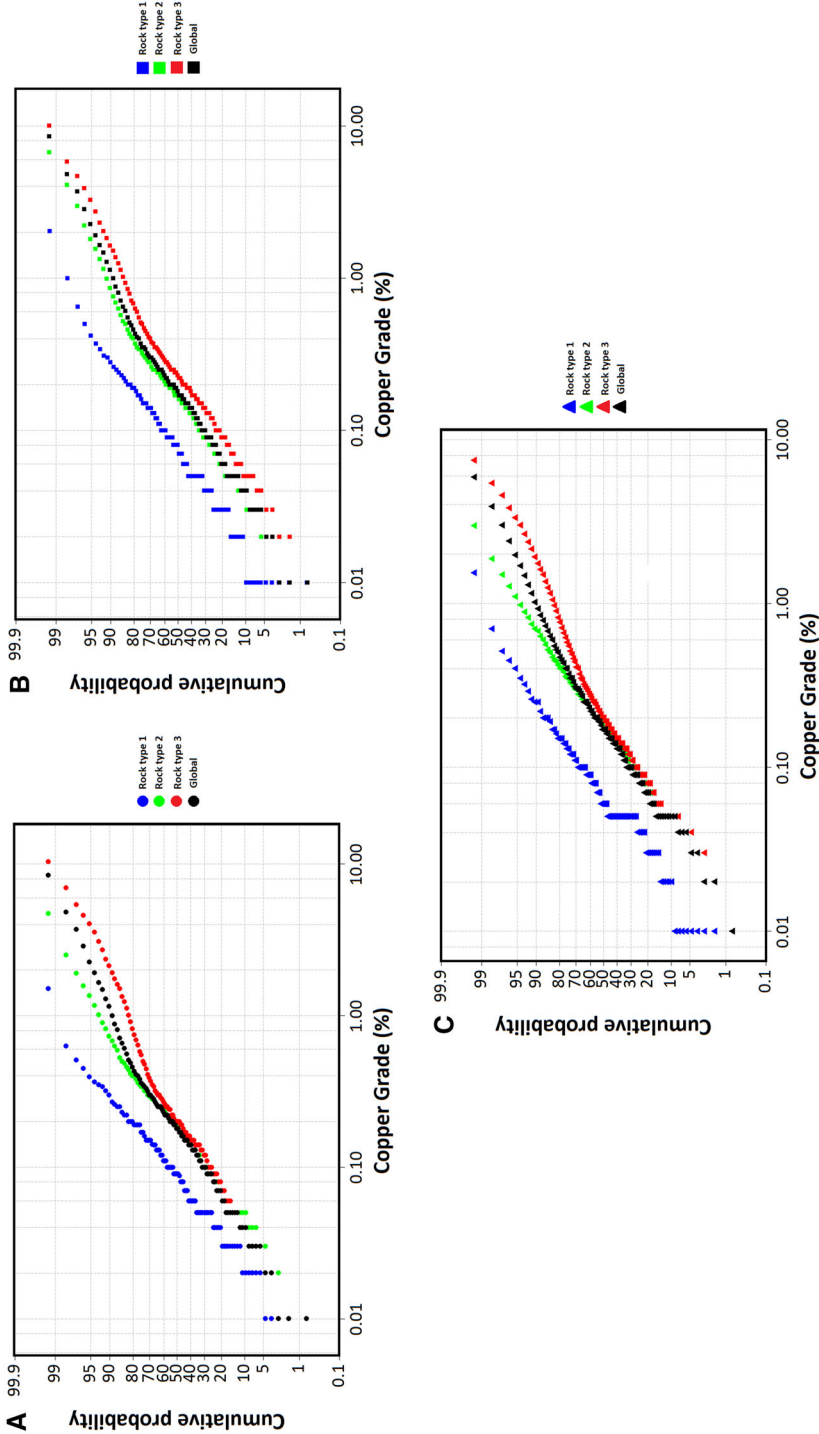 A
Cumulative probability
99.9
99
95
90
80
70
60
50
40
30
20
10
5
1
0.1
0.01
0.10
1.00
10.00
Copper Grade (%)
Rock type 1
Rock type 2
Rock type 3
Global
B
Cumulative probability
99.9
99
95
90
80
70
60
50
40
30
20
10
5
1
0.1
0.01
0.10
1.00
10.00
Copper Grade (%)
Rock type 1
Rock type 2
Rock type 3
Global
C
Cumulative probability
99.9
99
95
90
80
70
60
50
40
30
20
10
5
1
0.1
0.01
0.10
1.00
10.00
Copper Grade (%)
Rock type 1
Rock type 2
Rock type 3
Global